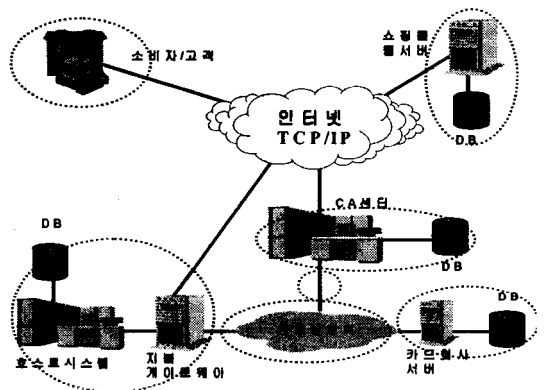 소비자/고객
쇼핑몰
웹서버
DB
인터넷
TCP/IP
CA센터
DB
DB
호스트시스템
지불
게이트웨이
카드회사
서버
DB